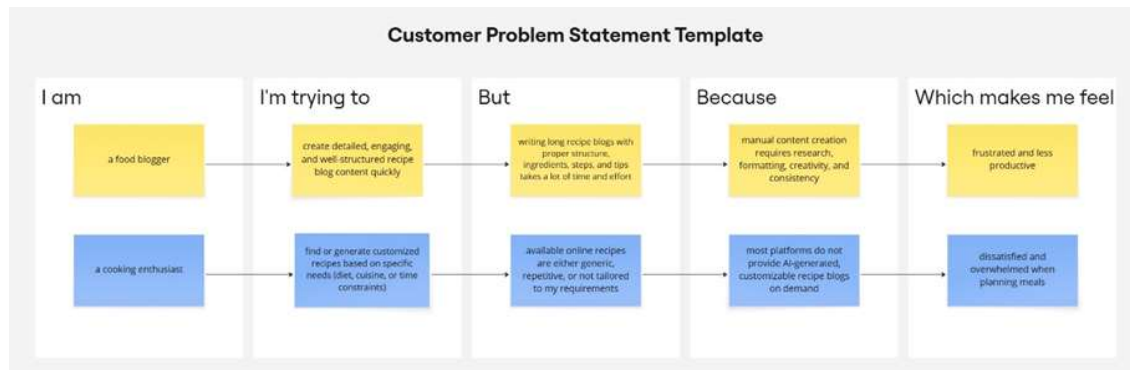 Customer Problem Statement Template
I am
I'm trying to
But
Because
Which makes me feel
a food blogger
create detailed, engaging,
and well-structured recipe
blog content quickly
writing long recipe blogs with
proper structure,
ingredients, steps, and tips
takes a lot of time and effort
manual content creation
requires research,
formatting, creativity, and
consistency
frustrated and less
productive
a cooking enthusiast
find or generate customized
recipes based on specific
needs (diet, cuisine, or time
constraints)
available online recipes
are either generic,
repetitive, or not tailored
to my requirements
most platforms do not
provide AI-generated,
customizable recipe blogs
on demand
dissatisfied and
overwhelmed when
planning meals